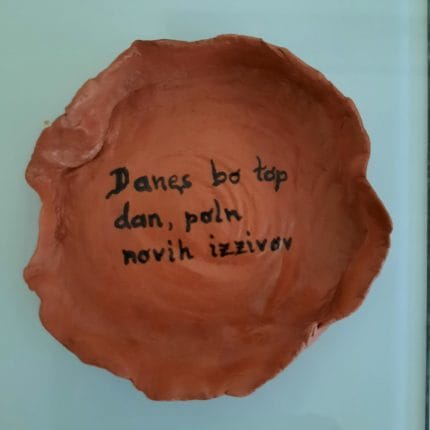 Danes bo top
dan, poln
novih izzivov